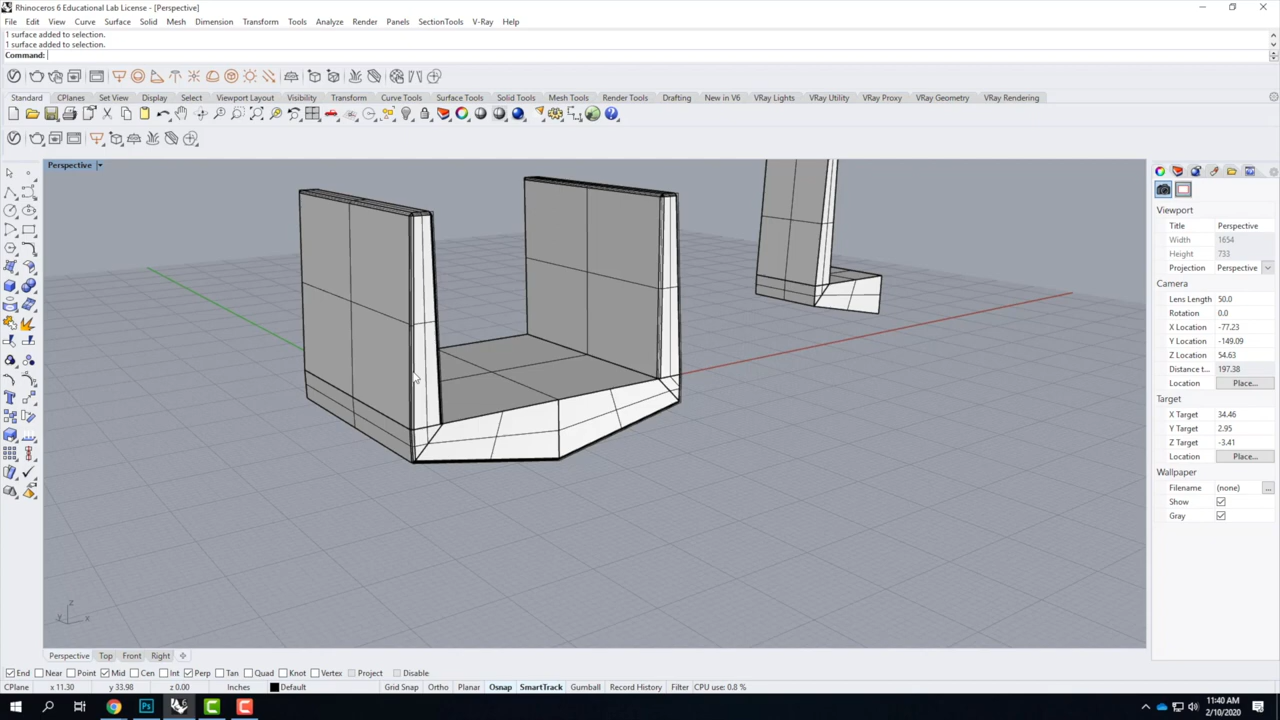 Rhinoceros 6 Educational Lab License - [Perspective]
File Edit View Curve Surface Solid Mesh Dimension Transform Tools Analyze Render Panels SectionTools V-Ray Help
1 surface added to selection.
1 surface added to selection.
Command:
Standard CPlanes Set View Display Select Viewport Layout Visibility Transform Curve Tools Surface Tools Solid Tools Mesh Tools Render Tools Drafting New in V6 VRay Lights VRay Utility VRay Proxy VRay Geometry VRay Rendering
Perspective
Viewport
Title Perspective
Width 1654
Height 733
Projection Perspective
Camera
Lens Length 50.0
Rotation 0.0
X Location -77.23
Y Location -149.09
Z Location 54.63
Distance t... 197.38
Location Place...
Target
X Target 34.46
Y Target 2.95
Z Target -3.41
Location Place...
Wallpaper
Filename (none) ...
Show
Gray
z
y x
Perspective Top Front Right
End Near Point Mid Cen Int Perp Tan Quad Knot Vertex Project Disable
CPlane x 11.30 y 33.98 z 0.00 Inches Default Grid Snap Ortho Planar Osnap SmartTrack Gumball Record History Filter CPU use: 0.8 %
Ps
11:40 AM
2/10/2020